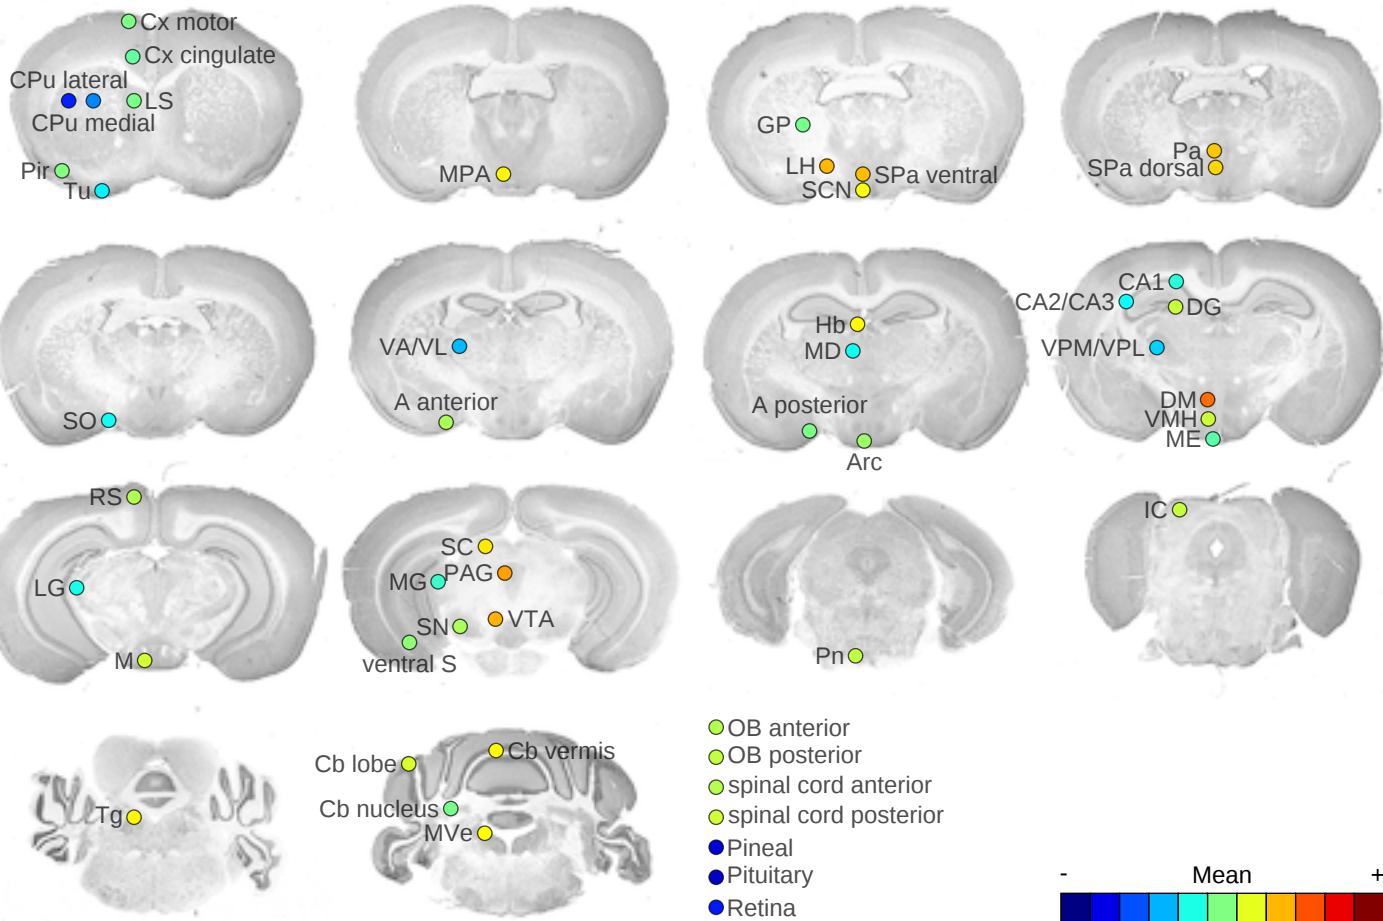 Cx motor
Cx cingulate
CPu lateral
LS
CPu medial
Pir
Tu
MPA
GP
LH
SPa ventral
SCN
Pa
SPa dorsal
SO
VA/VL
A anterior
Hb
MD
A posterior
Arc
CA1
CA2/CA3
DG
VPM/VPL
DM
VMH
ME
RS
LG
M
SC
MG
PAG
SN
VTA
ventral S
Pn
IC
Tg
Cb lobe
Cb vermis
Cb nucleus
MVe
OB anterior
OB posterior
spinal cord anterior
spinal cord posterior
Pineal
Pituitary
Retina
- Mean +